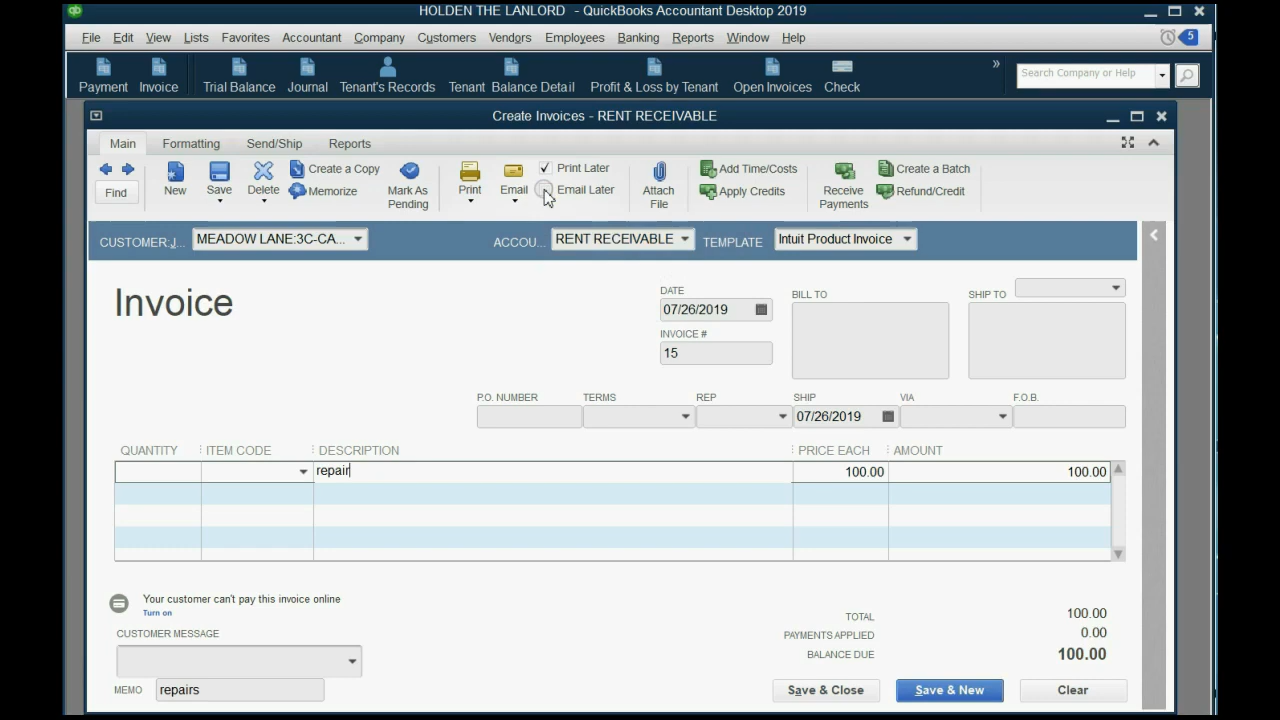 HOLDEN THE LANLORD - QuickBooks Accountant Desktop 2019
File Edit View Lists Favorites Accountant Company Customers Vendors Employees Banking Reports Window Help 5
Payment Invoice Trial Balance Journal Tenant's Records Tenant Balance Detail Profit & Loss by Tenant Open Invoices Check » Search Company or Help
Create Invoices - RENT RECEIVABLE
Main Formatting Send/Ship Reports
Find New Save Delete Create a Copy Memorize Mark As Pending Print Email Print Later Email Later Attach File Add Time/Costs Apply Credits Receive Payments Create a Batch Refund/Credit
CUSTOMER:J... MEADOW LANE:3C-CA... ACCOU... RENT RECEIVABLE TEMPLATE Intuit Product Invoice
Invoice
DATE
07/26/2019
INVOICE #
15
BILL TO
SHIP TO
P.O. NUMBER TERMS REP SHIP VIA F.O.B.
07/26/2019
QUANTITY ITEM CODE DESCRIPTION PRICE EACH AMOUNT
repair 100.00 100.00
Your customer can't pay this invoice online
Turn on
CUSTOMER MESSAGE
TOTAL 100.00
PAYMENTS APPLIED 0.00
BALANCE DUE 100.00
MEMO repairs
Save & Close Save & New Clear